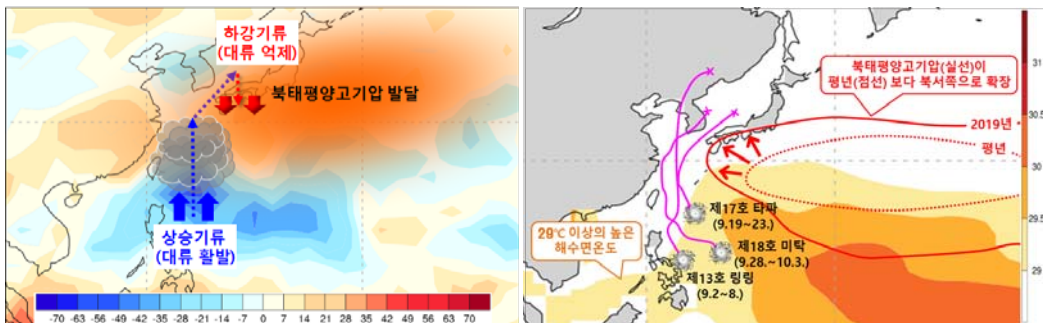 하강기류
(대류 억제)
북태평양고기압 발달
상승기류
(대류 활발)
-70 -63 -56 -49 -42 -35 -28 -21 -14 -7 0 7 14 21 28 35 42 49 56 63 70
북태평양고기압(실선)이
평년(점선) 보다 북서쪽으로 확장
2019년
평년
제17호 타파
(9.19~23.)
29℃ 이상의 높은
해수면온도
제18호 미탁
(9.28.~10.3.)
제13호 링링
(9.2~8.)
31
30
30
29.5
29